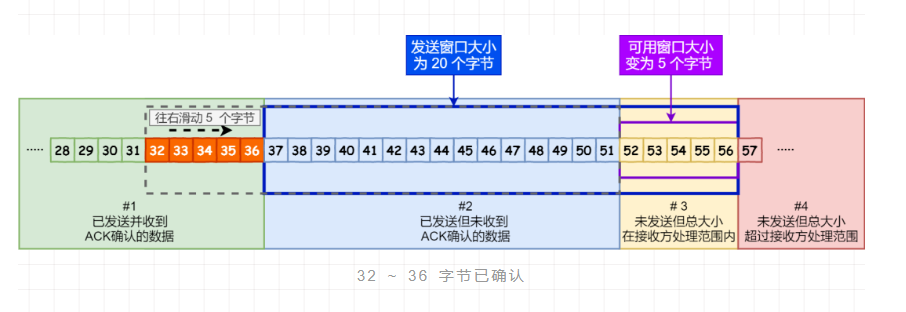 发送窗口大小
为 20 个字节
可用窗口大小
变为 5 个字节
往右滑动 5 个字节
..... 28 29 30 31 32 33 34 35 36 37 38 39 40 41 42 43 44 45 46 47 48 49 50 51 52 53 54 55 56 57 .....
#1
已发送并收到
ACK确认的数据
#2
已发送但未收到
ACK确认的数据
# 3
未发送但总大小
在接收方处理范围内
#4
未发送但总大小
超过接收方处理范围
32 ~ 36 字节已确认